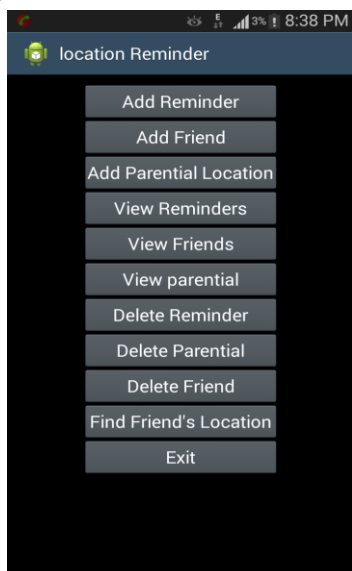 E 3% 8:38 PM
location Reminder
Add Reminder
Add Friend
Add Parential Location
View Reminders
View Friends
View parential
Delete Reminder
Delete Parential
Delete Friend
Find Friend's Location
Exit